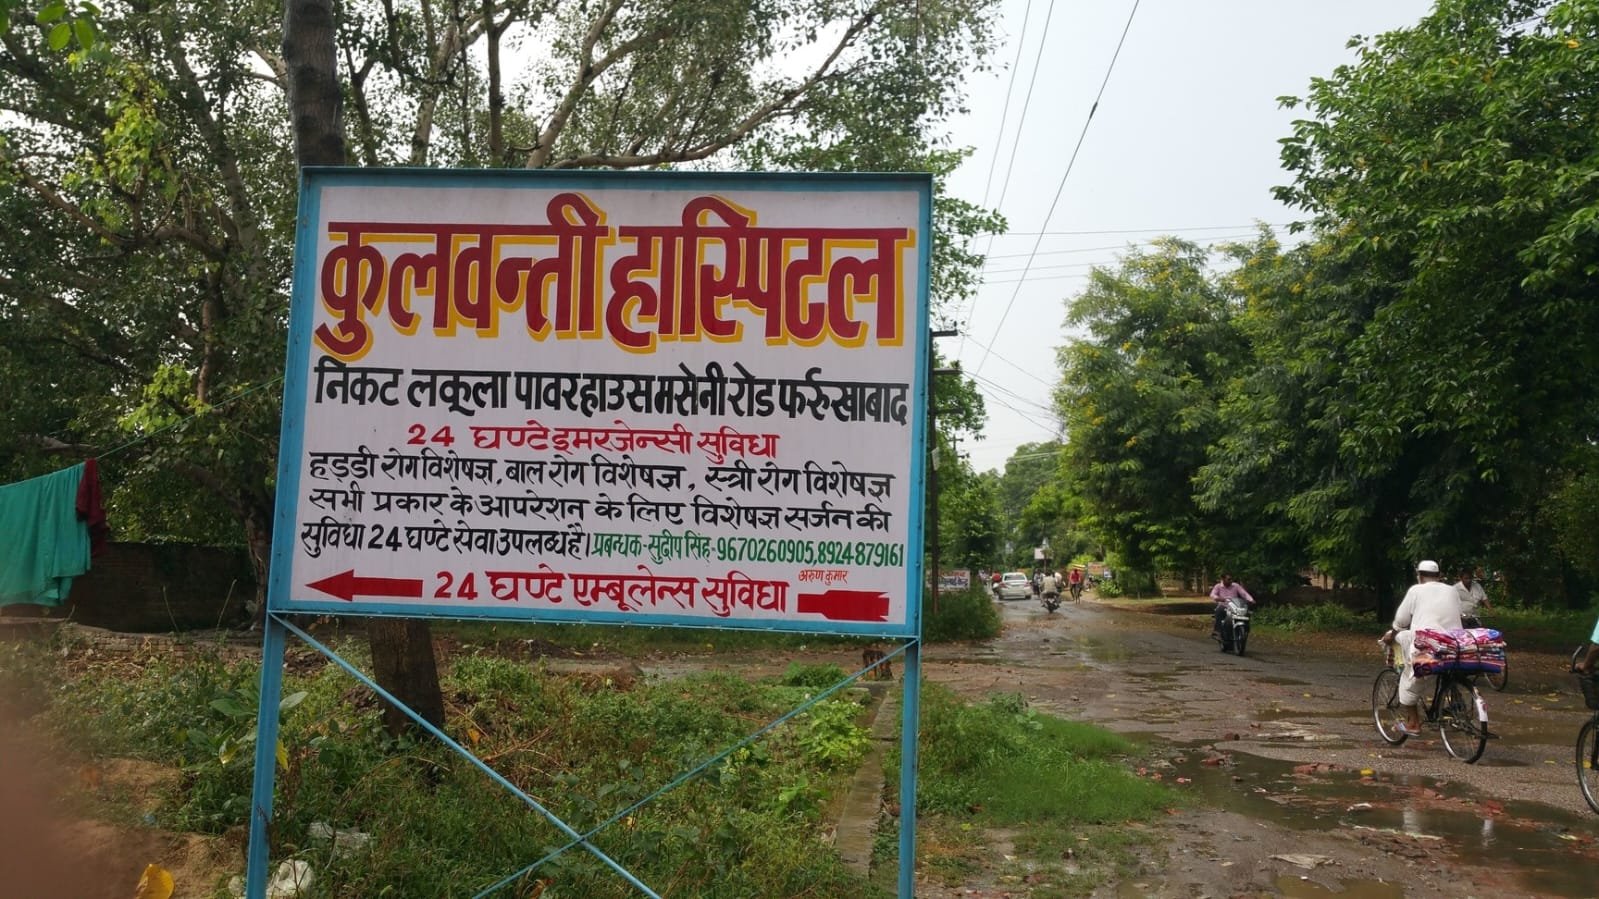 कुलवन्ती हास्पिटल
निकट लकूला पावरहाउस मसेनी रोड फर्रुखाबाद
24 घण्टे इमरजेन्सी सुविधा
हड्डी रोग विशेषज्ञ, बाल रोग विशेषज्ञ, स्त्री रोग विशेषज्ञ
सभी प्रकार के आपरेशन के लिए विशेषज्ञ सर्जन की
सुविधा 24 घण्टे सेवा उपलब्ध है। प्रबन्धक-सुदीप सिंह-9670260905,8924879161
24 घण्टे एम्बूलेन्स सुविधा
अरुण कुमार